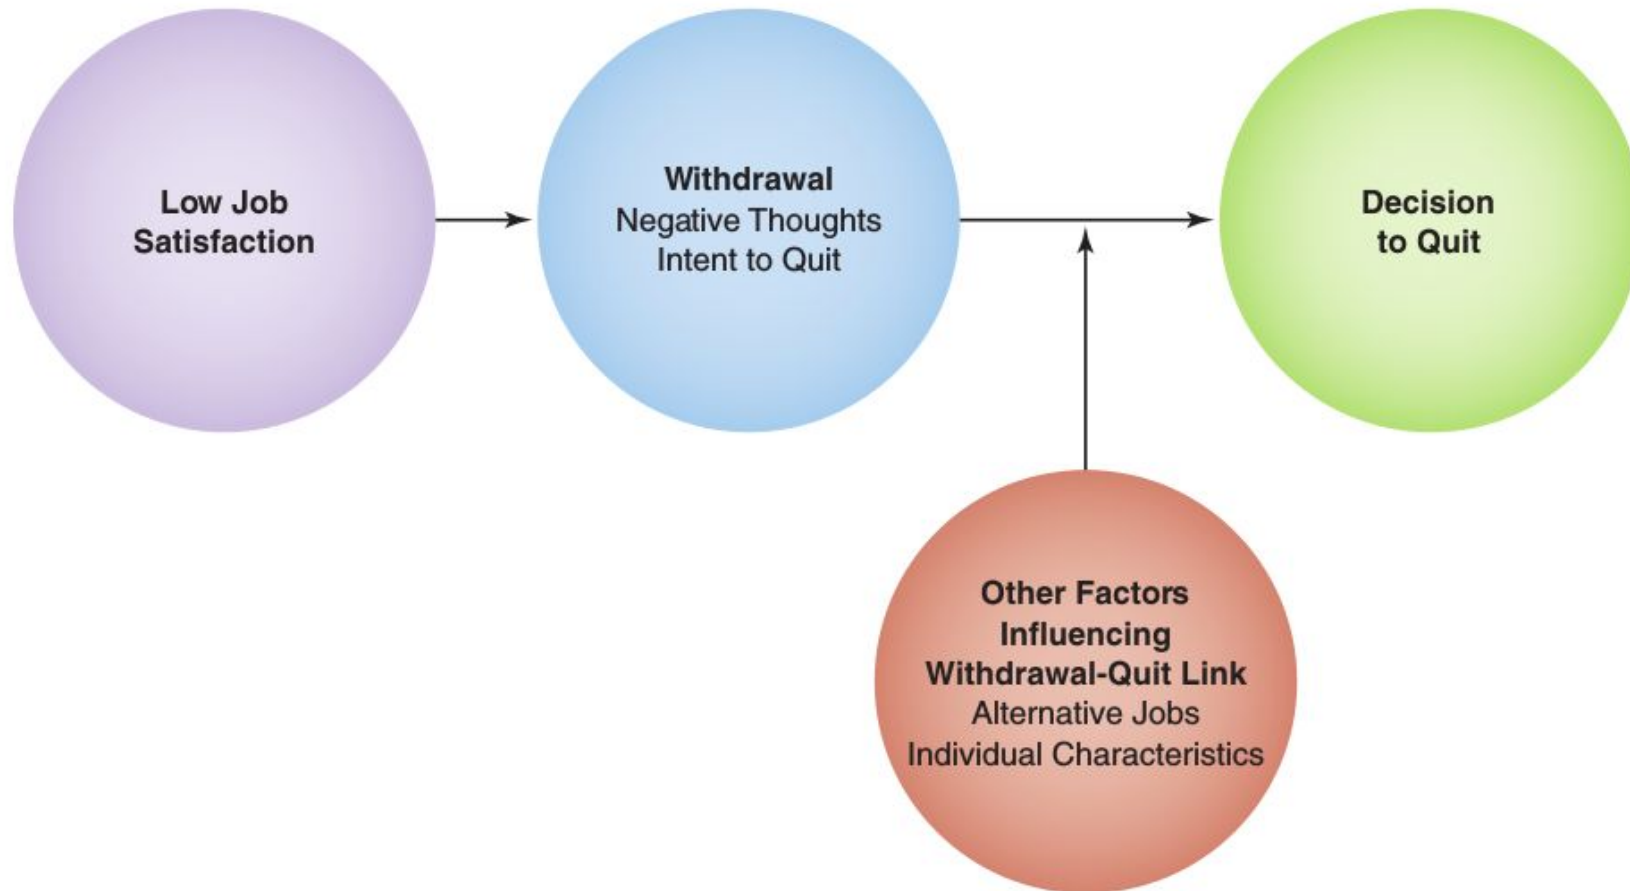 Low Job
Satisfaction
Withdrawal
Negative Thoughts
Intent to Quit
Decision
to Quit
Other Factors
Influencing
Withdrawal-Quit Link
Alternative Jobs
Individual Characteristics